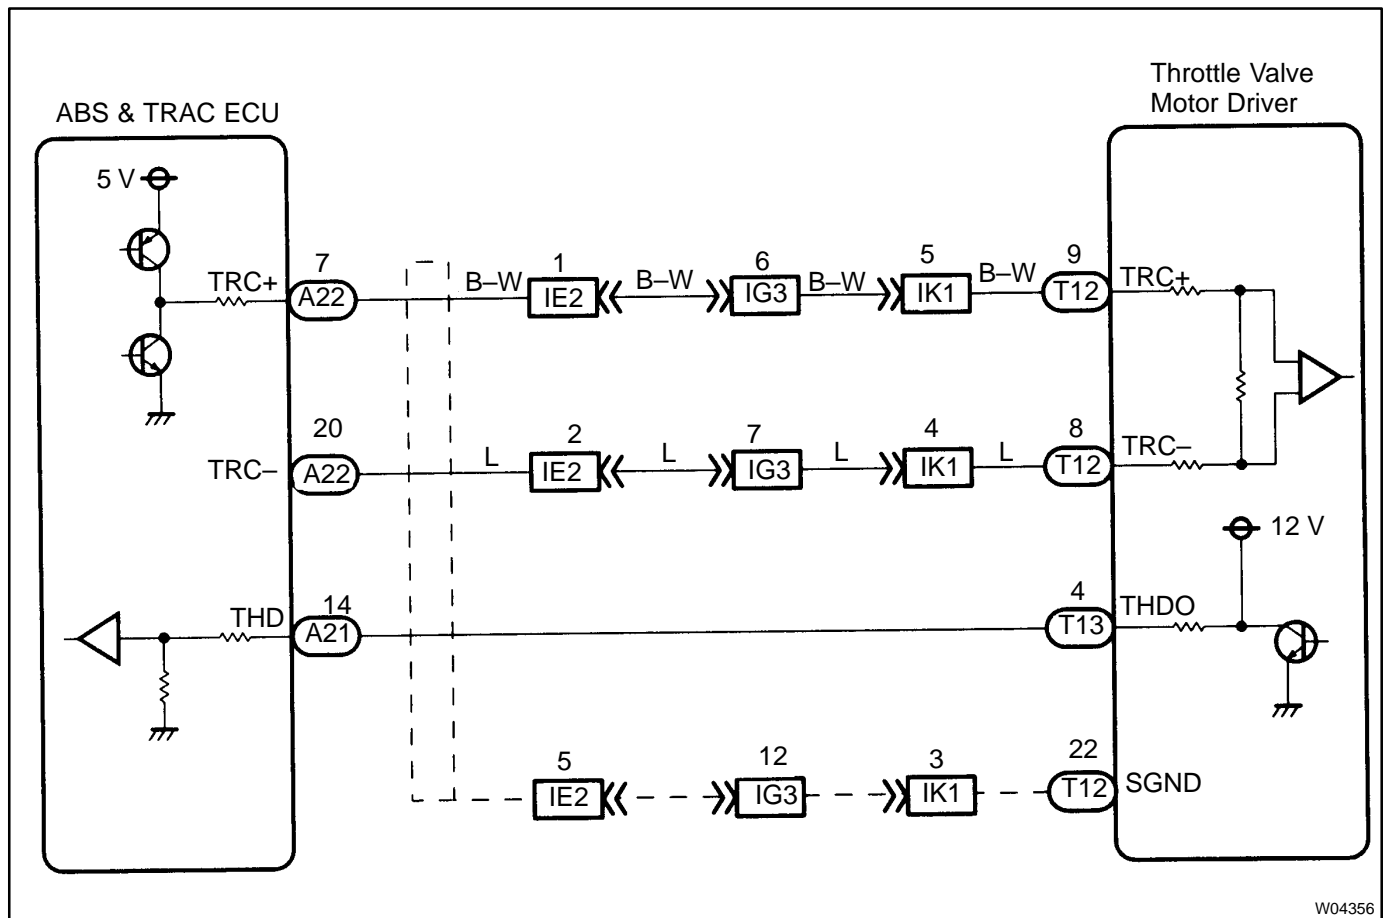 Throttle Valve
Motor Driver
ABS & TRAC ECU
5 V
TRC+
7
A22
B–W
1
IE2
B–W
6
IG3
B–W
5
IK1
B–W
9
T12
TRC+
TRC–
20
A22
L
2
IE2
L
7
IG3
L
4
IK1
L
8
T12
TRC–
12 V
THD
14
A21
4
T13
THDO
5
IE2
12
IG3
3
IK1
22
T12
SGND
W04356